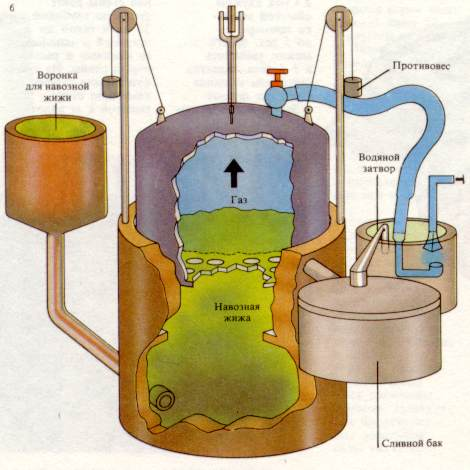 б
Воронка
для навозной
жижи
Противовес
Водяной
затвор
Газ
Навозная
жижа
Сливной бак